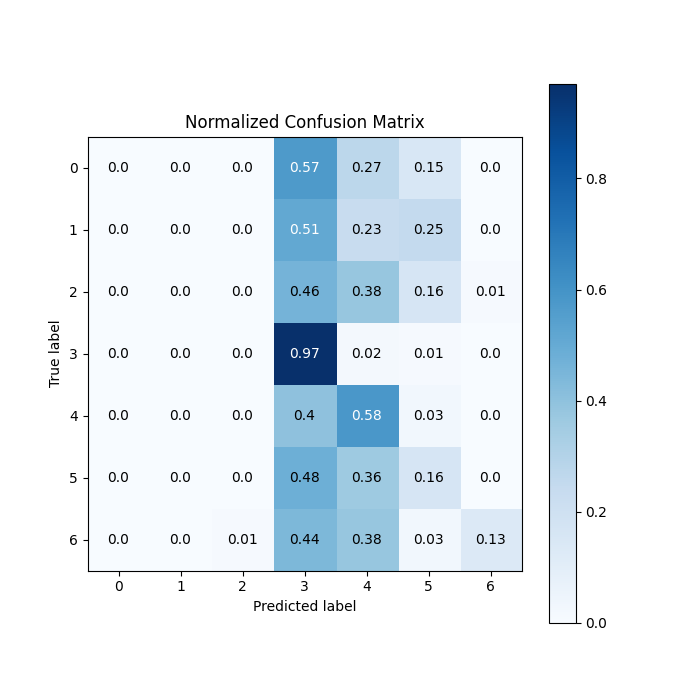 Normalized Confusion Matrix
0 0.0 0.0 0.0 0.57 0.27 0.15 0.0
1 0.0 0.0 0.0 0.51 0.23 0.25 0.0
2 0.0 0.0 0.0 0.46 0.38 0.16 0.01
3 0.0 0.0 0.0 0.97 0.02 0.01 0.0
4 0.0 0.0 0.0 0.4 0.58 0.03 0.0
5 0.0 0.0 0.0 0.48 0.36 0.16 0.0
6 0.0 0.0 0.01 0.44 0.38 0.03 0.13
0 1 2 3 4 5 6
Predicted label
True label
0.8
0.6
0.4
0.2
0.0